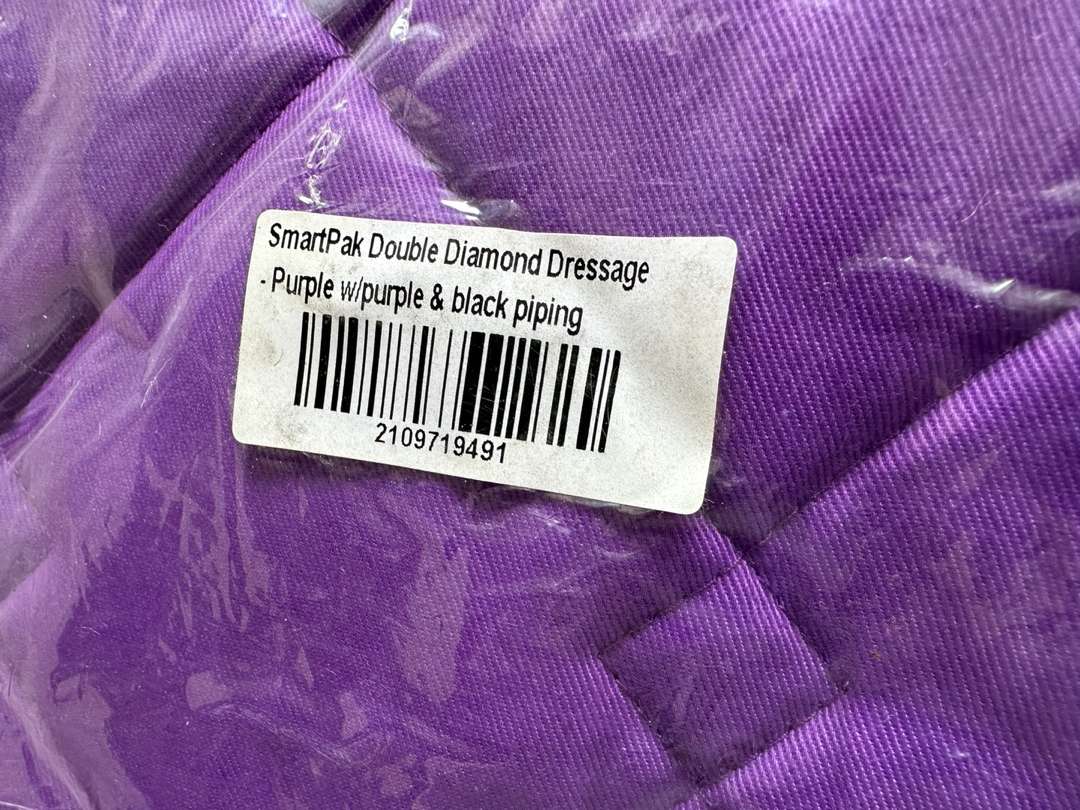 SmartPak Double Diamond Dressage
- Purple w/purple & black piping
2109719491